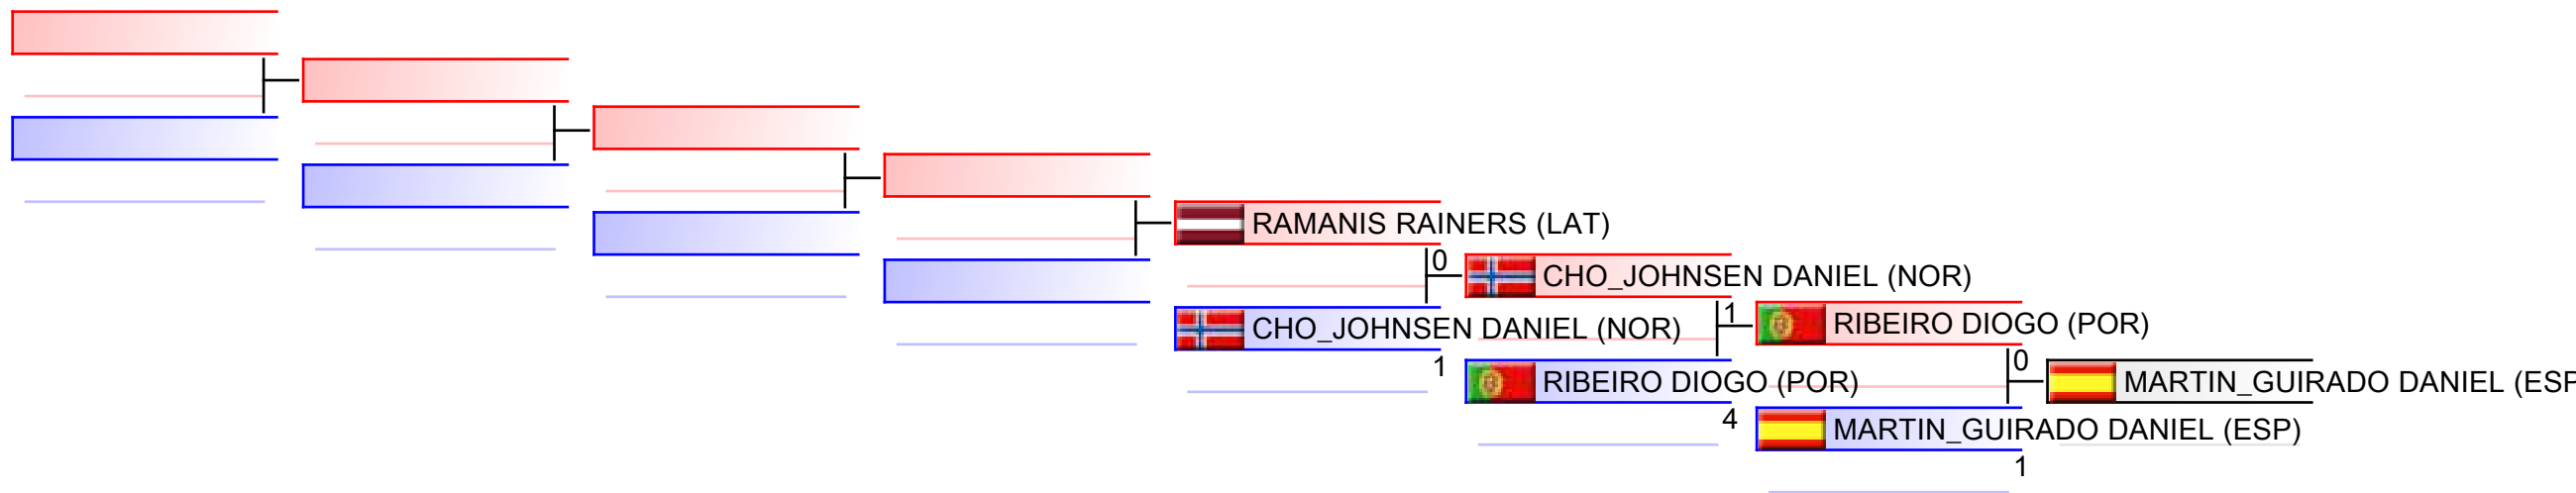 RAMANIS RAINERS (LAT)
0
CHO_JOHNSEN DANIEL (NOR)
CHO_JOHNSEN DANIEL (NOR)
1
1
RIBEIRO DIOGO (POR)
RIBEIRO DIOGO (POR)
4
0
MARTIN_GUIRADO DANIEL (ESP
MARTIN_GUIRADO DANIEL (ESP)
1